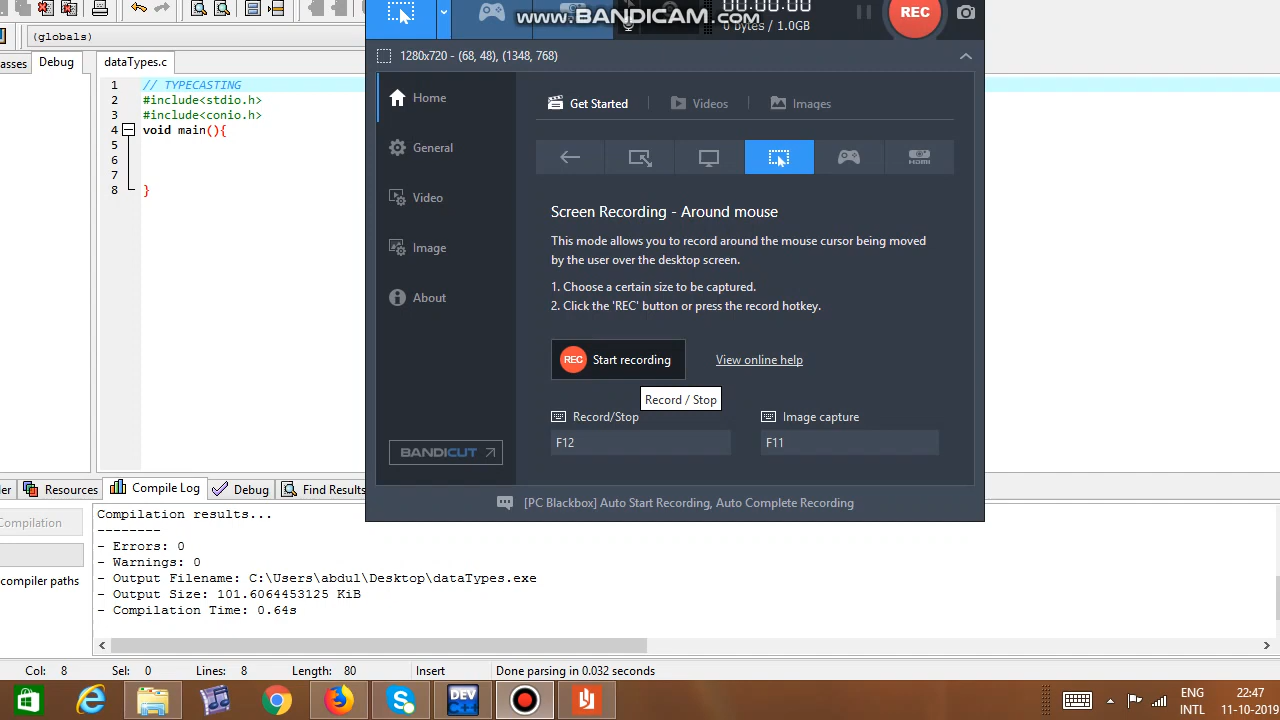 www.BANDICAM.com
00:00:00
0 bytes / 1.0GB
REC
(globals)
1280x720 - (68, 48), (1348, 768)
asses
Debug
dataTypes.c
1 // TYPECASTING
2 #include<stdio.h>
3 #include<conio.h>
4 void main(){
5
6
7
8 }
Home
General
Video
Image
About
BANDICUT
Get Started
Videos
Images
HDMI
Screen Recording - Around mouse
This mode allows you to record around the mouse cursor being moved
by the user over the desktop screen.
1. Choose a certain size to be captured.
2. Click the 'REC' button or press the record hotkey.
REC Start recording
View online help
Record / Stop
Record/Stop
Image capture
F12
F11
[PC Blackbox] Auto Start Recording, Auto Complete Recording
ler
Resources
Compile Log
Debug
Find Results
Compilation
compiler paths
Compilation results...
--------
- Errors: 0
- Warnings: 0
- Output Filename: C:\Users\abdul\Desktop\dataTypes.exe
- Output Size: 101.6064453125 KiB
- Compilation Time: 0.64s
Col: 8
Sel: 0
Lines: 8
Length: 80
Insert
Done parsing in 0.032 seconds
DEV
C++
ENG
INTL
22:47
11-10-2019